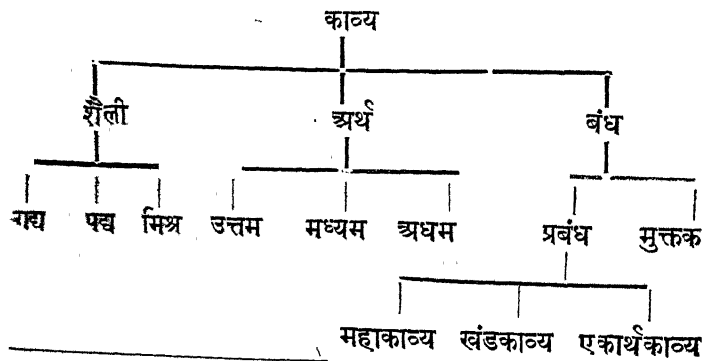 काव्य
शैली अर्थ बंध
गद्य पद्य मिश्र उत्तम मध्यम अधम प्रबंध मुक्तक
महाकाव्य खंडकाव्य एकार्थकाव्य